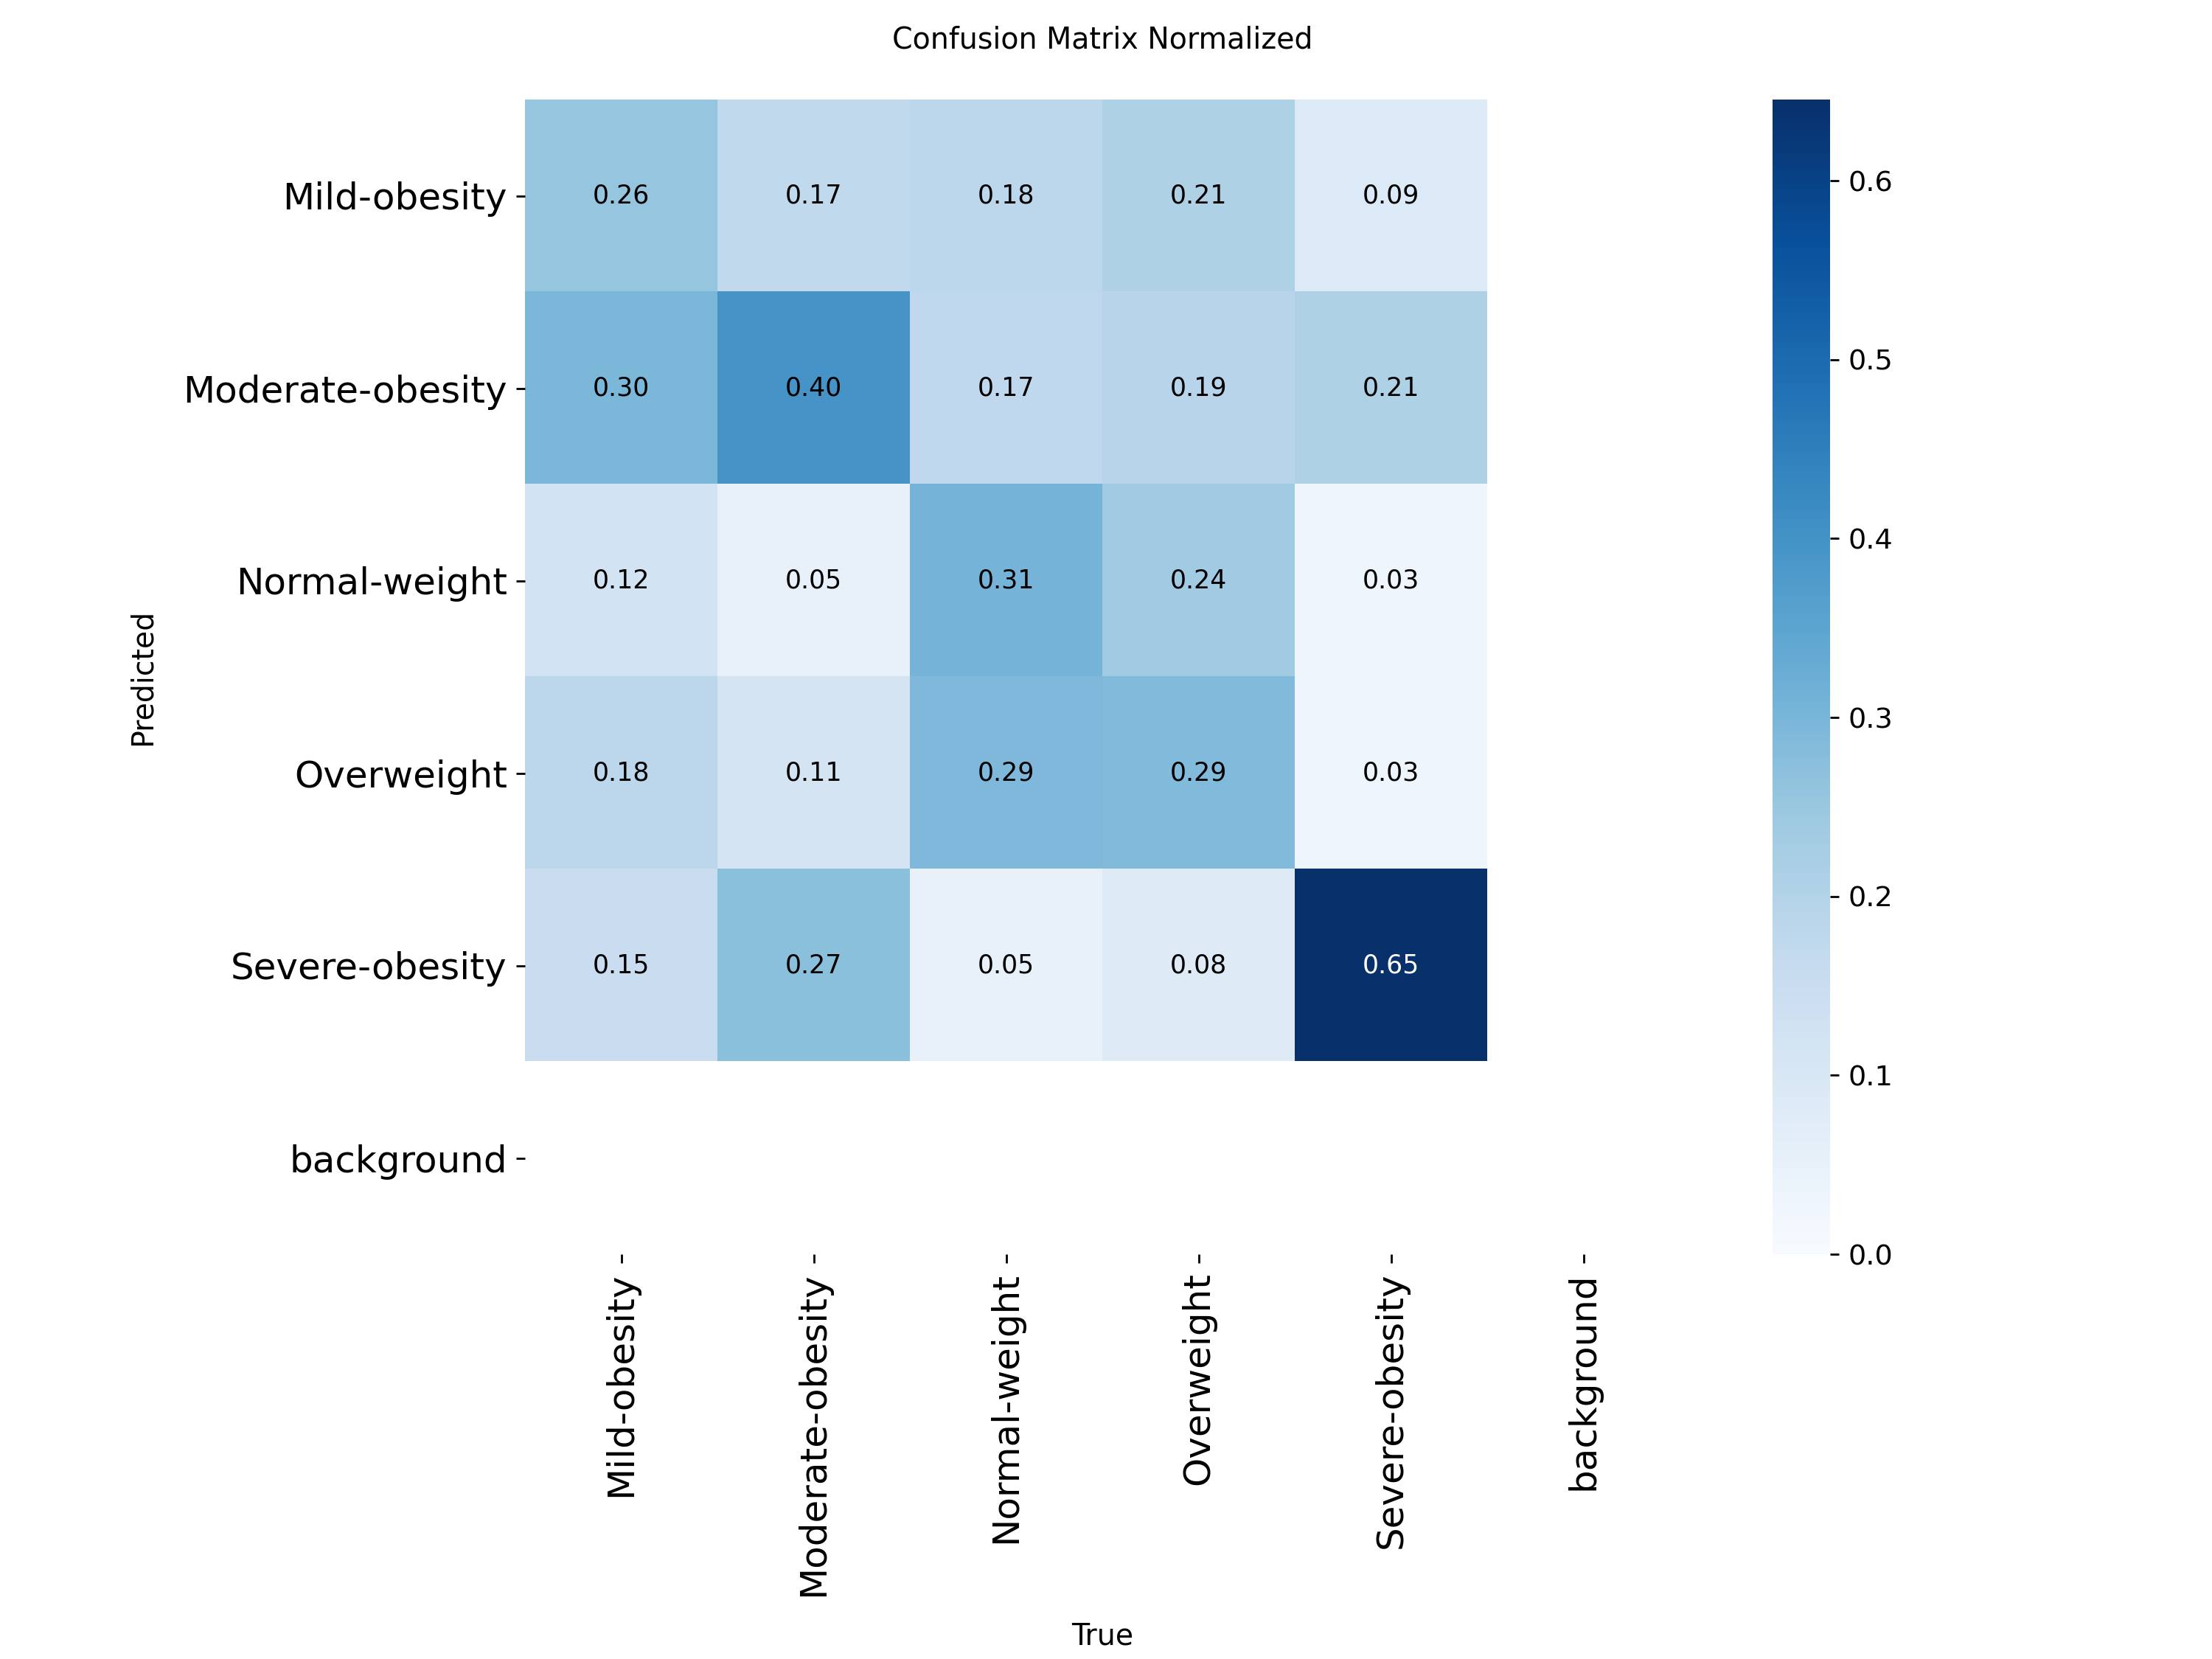 Confusion Matrix Normalized
Mild-obesity
0.26 0.17 0.18 0.21 0.09
Moderate-obesity
0.30 0.40 0.17 0.19 0.21
Normal-weight
0.12 0.05 0.31 0.24 0.03
Overweight
0.18 0.11 0.29 0.29 0.03
Severe-obesity
0.15 0.27 0.05 0.08 0.65
background
Predicted
Mild-obesity
Moderate-obesity
Normal-weight
Overweight
Severe-obesity
background
True
0.6
0.5
0.4
0.3
0.2
0.1
0.0